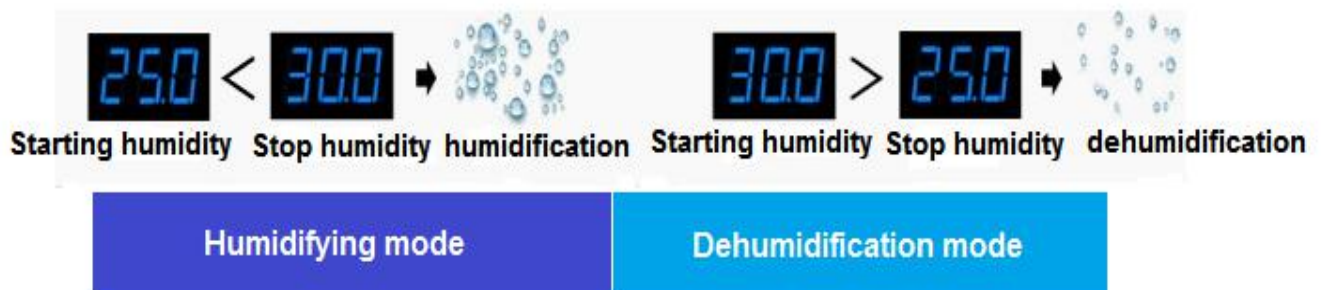 25.0 < 30.0 30.0 > 25.0
Starting humidity Stop humidity humidification Starting humidity Stop humidity dehumidification
Humidifying mode Dehumidification mode